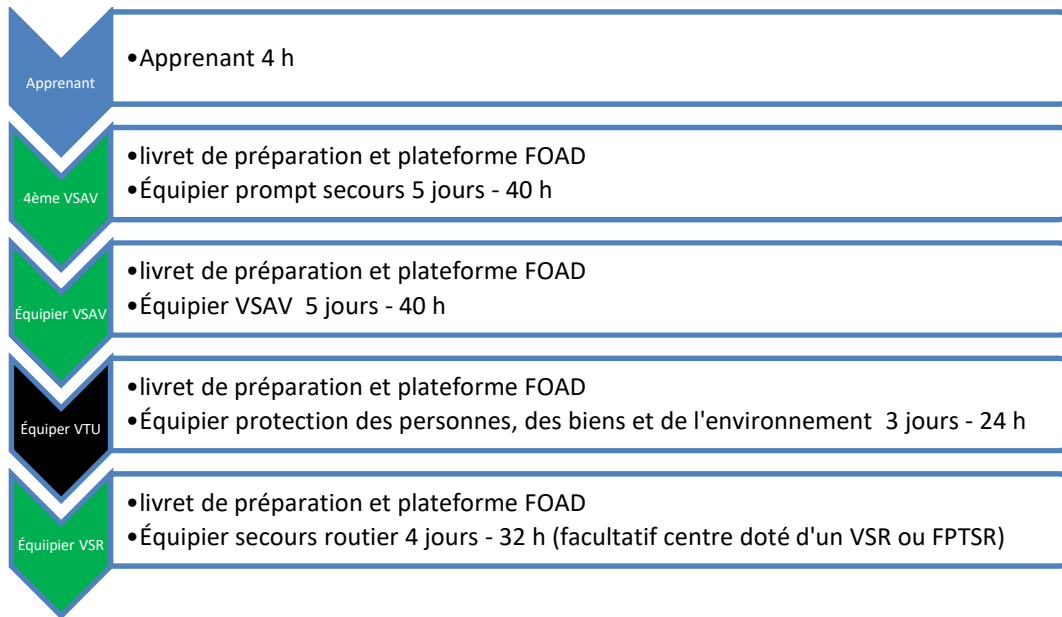 Apprenant
•Apprenant 4 h
4ème VSAV
•livret de préparation et plateforme FOAD
•Équipier prompt secours 5 jours - 40 h
Équipier VSAV
•livret de préparation et plateforme FOAD
•Équipier VSAV 5 jours - 40 h
Équiper VTU
•livret de préparation et plateforme FOAD
•Équipier protection des personnes, des biens et de l'environnement 3 jours - 24 h
Équiipier VSR
•livret de préparation et plateforme FOAD
•Équipier secours routier 4 jours - 32 h (facultatif centre doté d'un VSR ou FPTSR)